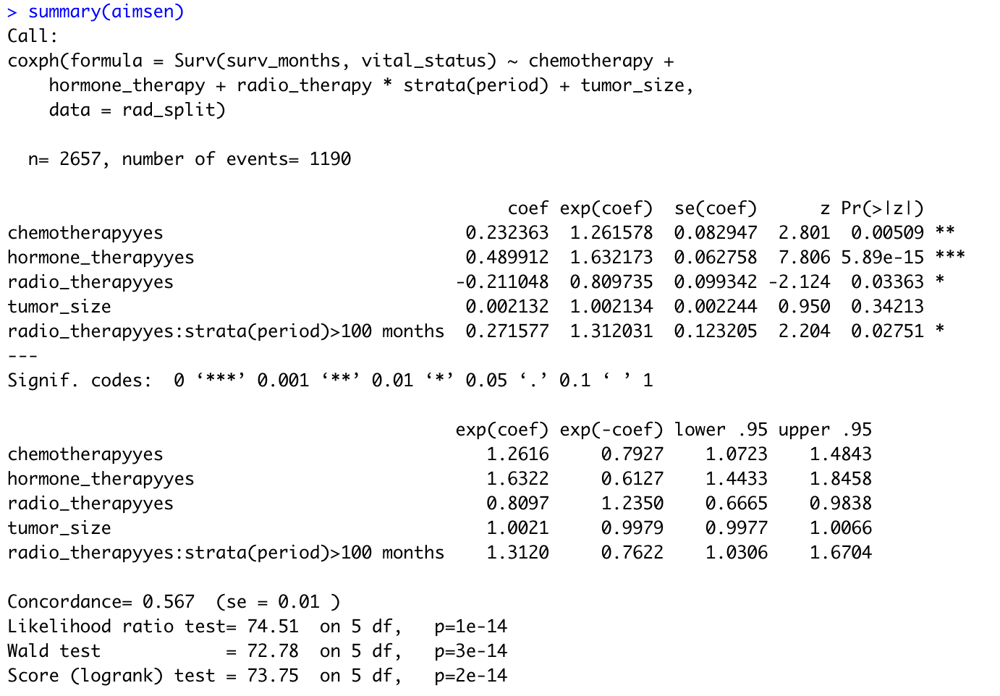 > summary(aimsen)
Call:
coxph(formula = Surv(surv_months, vital_status) ~ chemotherapy +
    hormone_therapy + radio_therapy * strata(period) + tumor_size,
    data = rad_split)

  n= 2657, number of events= 1190

                                                coef exp(coef)  se(coef)      z Pr(>|z|)
chemotherapyyes                             0.232363  1.261578  0.082947  2.801  0.00509 **
hormone_therapyyes                          0.489912  1.632173  0.062758  7.806 5.89e-15 ***
radio_therapyyes                           -0.211048  0.809735  0.099342 -2.124  0.03363 *
tumor_size                                  0.002132  1.002134  0.002244  0.950  0.34213
radio_therapyyes:strata(period)>100 months  0.271577  1.312031  0.123205  2.204  0.02751 *
---
Signif. codes:  0 ‘***’ 0.001 ‘**’ 0.01 ‘*’ 0.05 ‘.’ 0.1 ‘ ’ 1

                                           exp(coef) exp(-coef) lower .95 upper .95
chemotherapyyes                               1.2616     0.7927    1.0723    1.4843
hormone_therapyyes                            1.6322     0.6127    1.4433    1.8458
radio_therapyyes                              0.8097     1.2350    0.6665    0.9838
tumor_size                                    1.0021     0.9979    0.9977    1.0066
radio_therapyyes:strata(period)>100 months    1.3120     0.7622    1.0306    1.6704

Concordance= 0.567  (se = 0.01 )
Likelihood ratio test= 74.51  on 5 df,   p=1e-14
Wald test            = 72.78  on 5 df,   p=3e-14
Score (logrank) test = 73.75  on 5 df,   p=2e-14